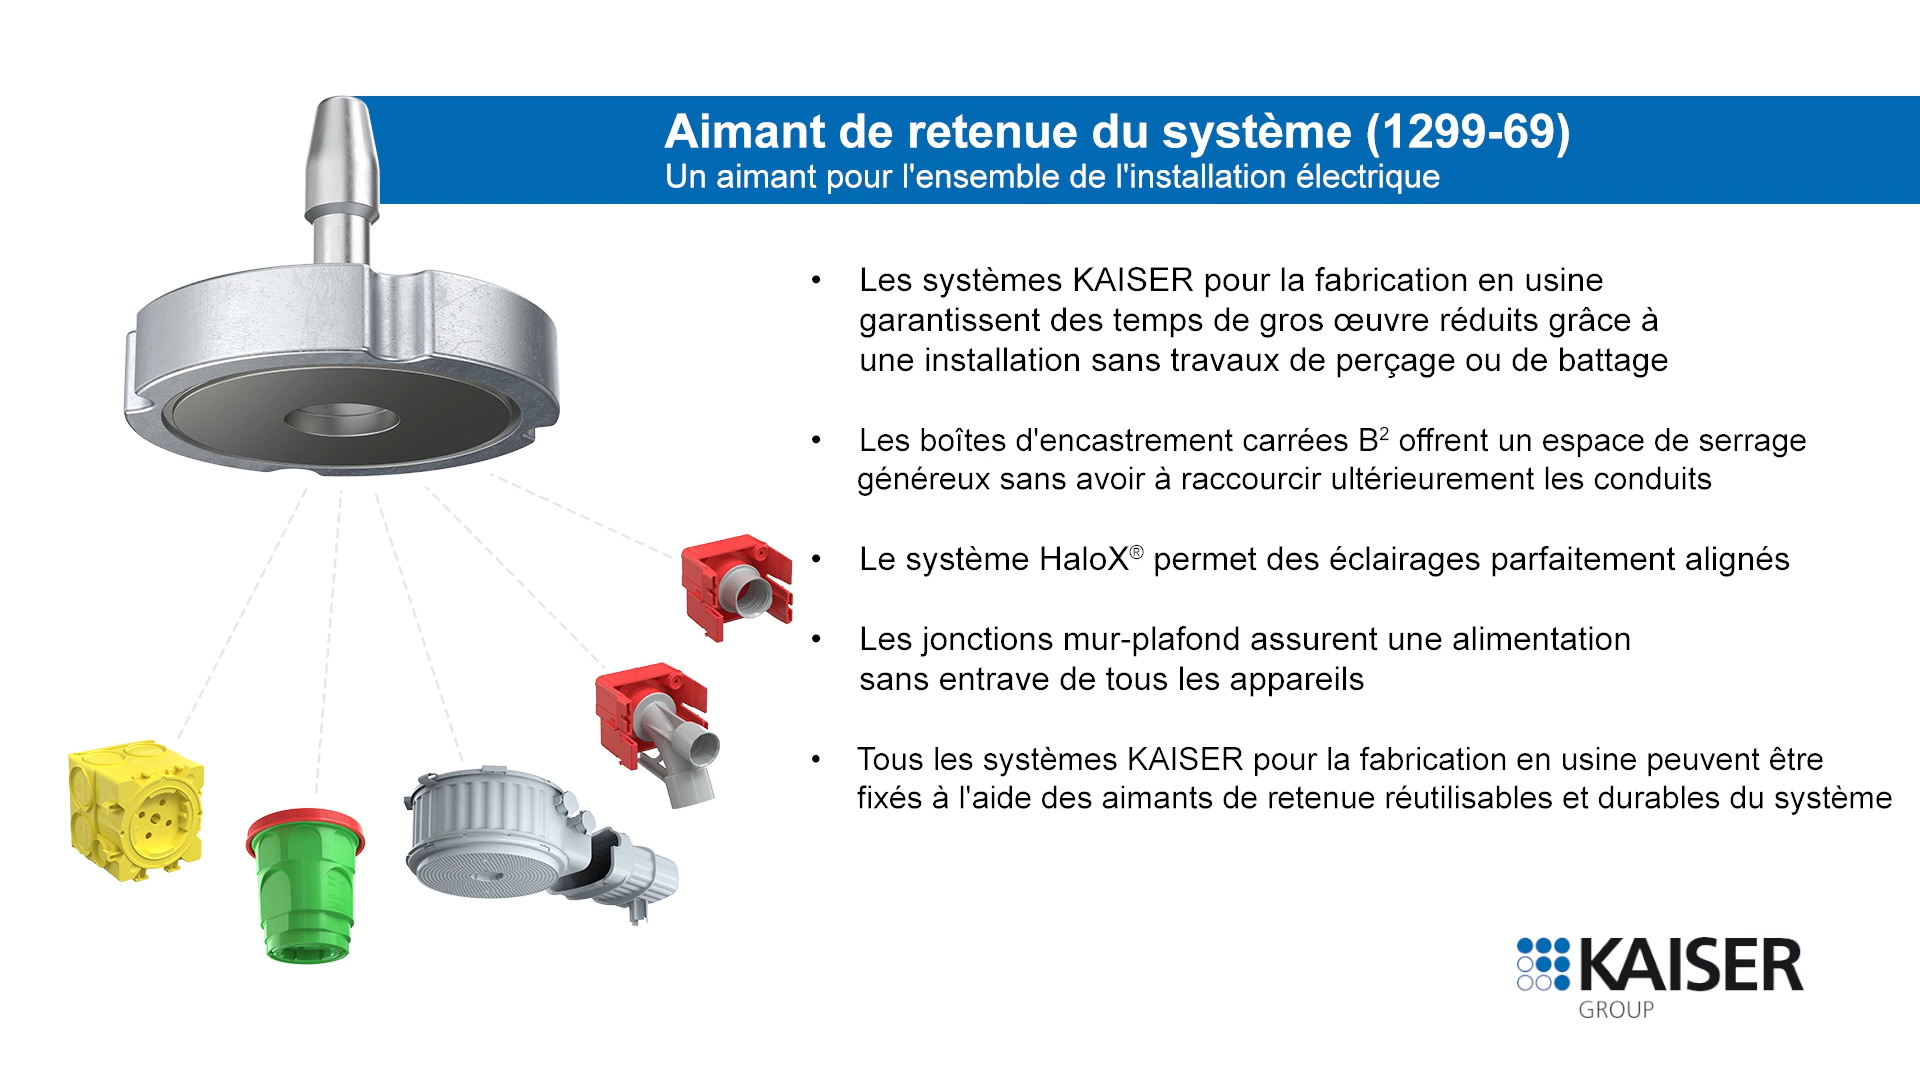 Aimant de retenue du système (1299-69)
Un aimant pour l'ensemble de l'installation électrique
• Les systèmes KAISER pour la fabrication en usine
garantissent des temps de gros œuvre réduits grâce à
une installation sans travaux de perçage ou de battage
• Les boîtes d'encastrement carrées B² offrent un espace de serrage
généreux sans avoir à raccourcir ultérieurement les conduits
• Le système HaloX® permet des éclairages parfaitement alignés
• Les jonctions mur-plafond assurent une alimentation
sans entrave de tous les appareils
• Tous les systèmes KAISER pour la fabrication en usine peuvent être
fixés à l'aide des aimants de retenue réutilisables et durables du système
KAISER
GROUP